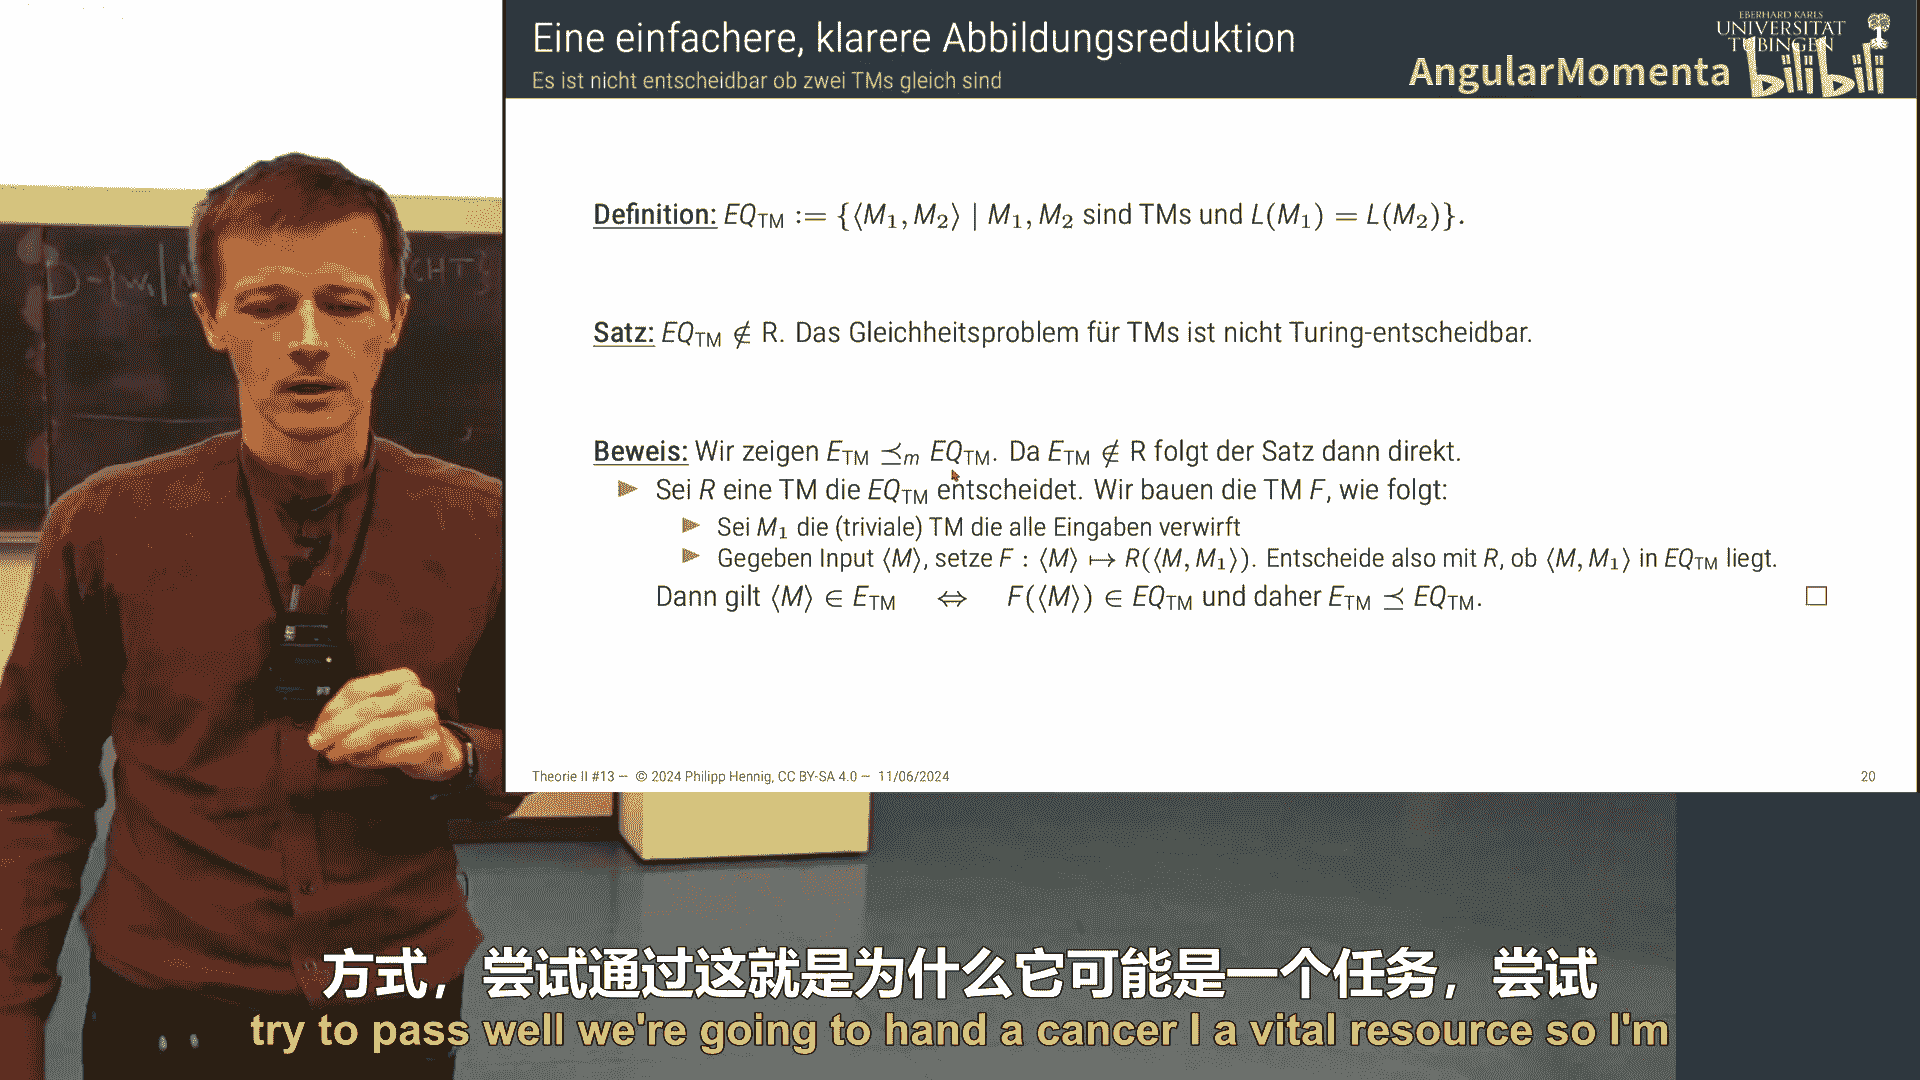 Eine einfachere, klarere Abbildungsreduktion
Es ist nicht entscheidbar ob zwei TMs gleich sind
EBERHARD KARLS
UNIVERSITÄT
TÜBINGEN
AngularMomenta
bilibili
Definition: EQ_TM := {⟨M₁, M₂⟩ | M₁, M₂ sind TMs und L(M₁) = L(M₂)}.
Satz: EQ_TM ∉ R. Das Gleichheitsproblem für TMs ist nicht Turing-entscheidbar.
Beweis: Wir zeigen E_TM ⪯_m EQ_TM. Da E_TM ∉ R folgt der Satz dann direkt.
Sei R eine TM die EQ_TM entscheidet. Wir bauen die TM F, wie folgt:
Sei M₁ die (triviale) TM die alle Eingaben verwirft
Gegeben Input ⟨M⟩, setze F : ⟨M⟩ ↦ R(⟨M, M₁⟩). Entscheide also mit R, ob ⟨M, M₁⟩ in EQ_TM liegt.
Dann gilt ⟨M⟩ ∈ E_TM ⇔ F(⟨M⟩) ∈ EQ_TM und daher E_TM ⪯ EQ_TM. □
Theorie II #13 — © 2024 Philipp Hennig, CC BY-SA 4.0 — 11/06/2024
20
方式，尝试通过这就是为什么它可能是一个任务，尝试
try to pass well we're going to hand a cancer I a vital resource so I'm